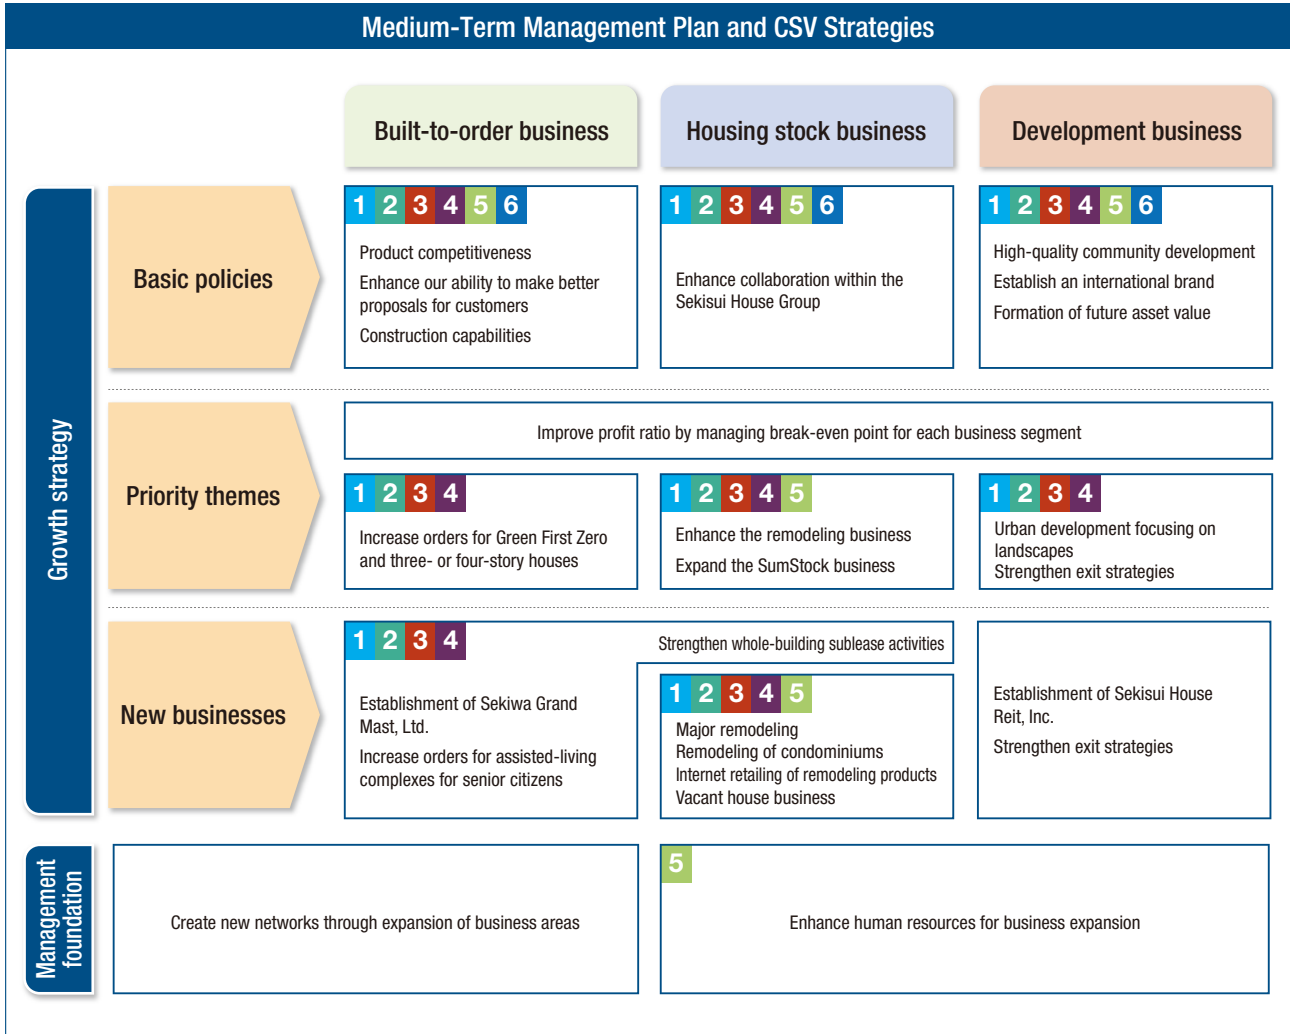 Medium-Term Management Plan and CSV Strategies
Built-to-order business
Housing stock business
Development business
Growth strategy
Basic policies
1 2 3 4 5 6
Product competitiveness
Enhance our ability to make better
proposals for customers
Construction capabilities
1 2 3 4 5 6
Enhance collaboration within the
Sekisui House Group
1 2 3 4 5 6
High-quality community development
Establish an international brand
Formation of future asset value
Priority themes
Improve profit ratio by managing break-even point for each business segment
1 2 3 4
Increase orders for Green First Zero
and three- or four-story houses
1 2 3 4 5
Enhance the remodeling business
Expand the SumStock business
1 2 3 4
Urban development focusing on
landscapes
Strengthen exit strategies
New businesses
1 2 3 4
Strengthen whole-building sublease activities
Establishment of Sekiwa Grand
Mast, Ltd.
Increase orders for assisted-living
complexes for senior citizens
1 2 3 4 5
Major remodeling
Remodeling of condominiums
Internet retailing of remodeling products
Vacant house business
Establishment of Sekisui House
Reit, Inc.
Strengthen exit strategies
Management
foundation
Create new networks through expansion of business areas
5
Enhance human resources for business expansion